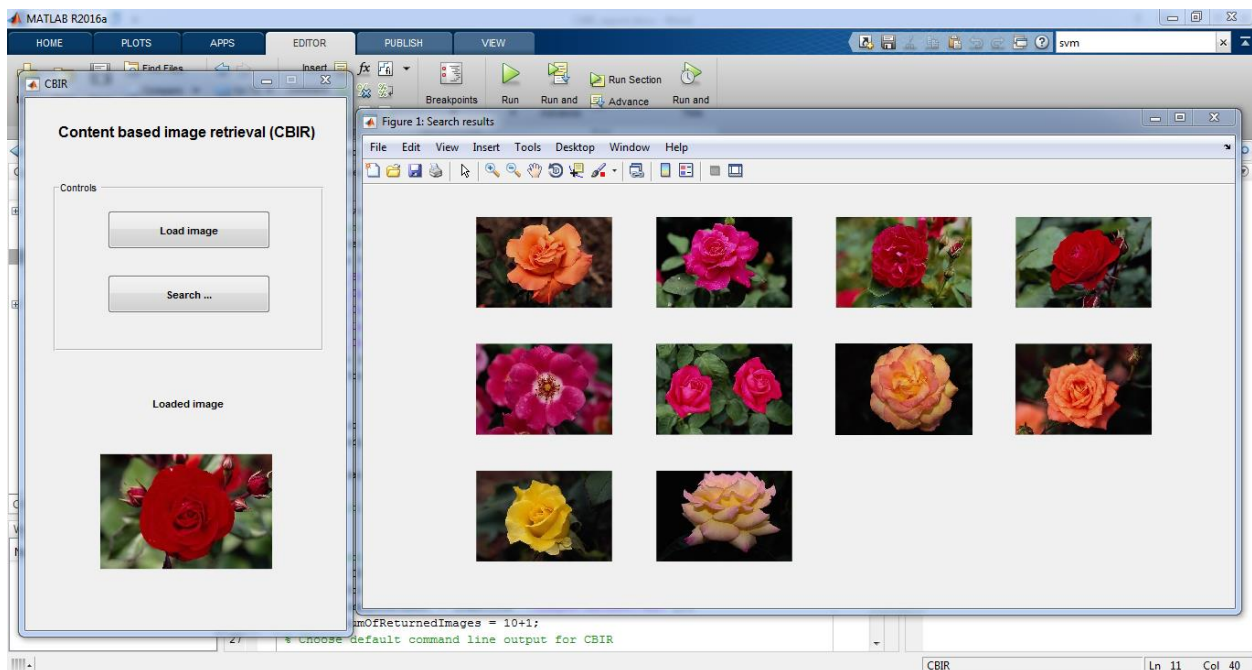 MATLAB R2016a
HOME PLOTS APPS EDITOR PUBLISH VIEW
svm
Find Files
Insert
fx
Breakpoints
Run
Run and
Run Section
Advance
Run and
CBIR
Content based image retrieval (CBIR)
Controls
Load image
Search ...
Loaded image
Figure 1: Search results
File Edit View Insert Tools Desktop Window Help
mOfReturnedImages = 10+1;
27 % Choose default command line output for CBIR
CBIR
Ln 11 Col 40